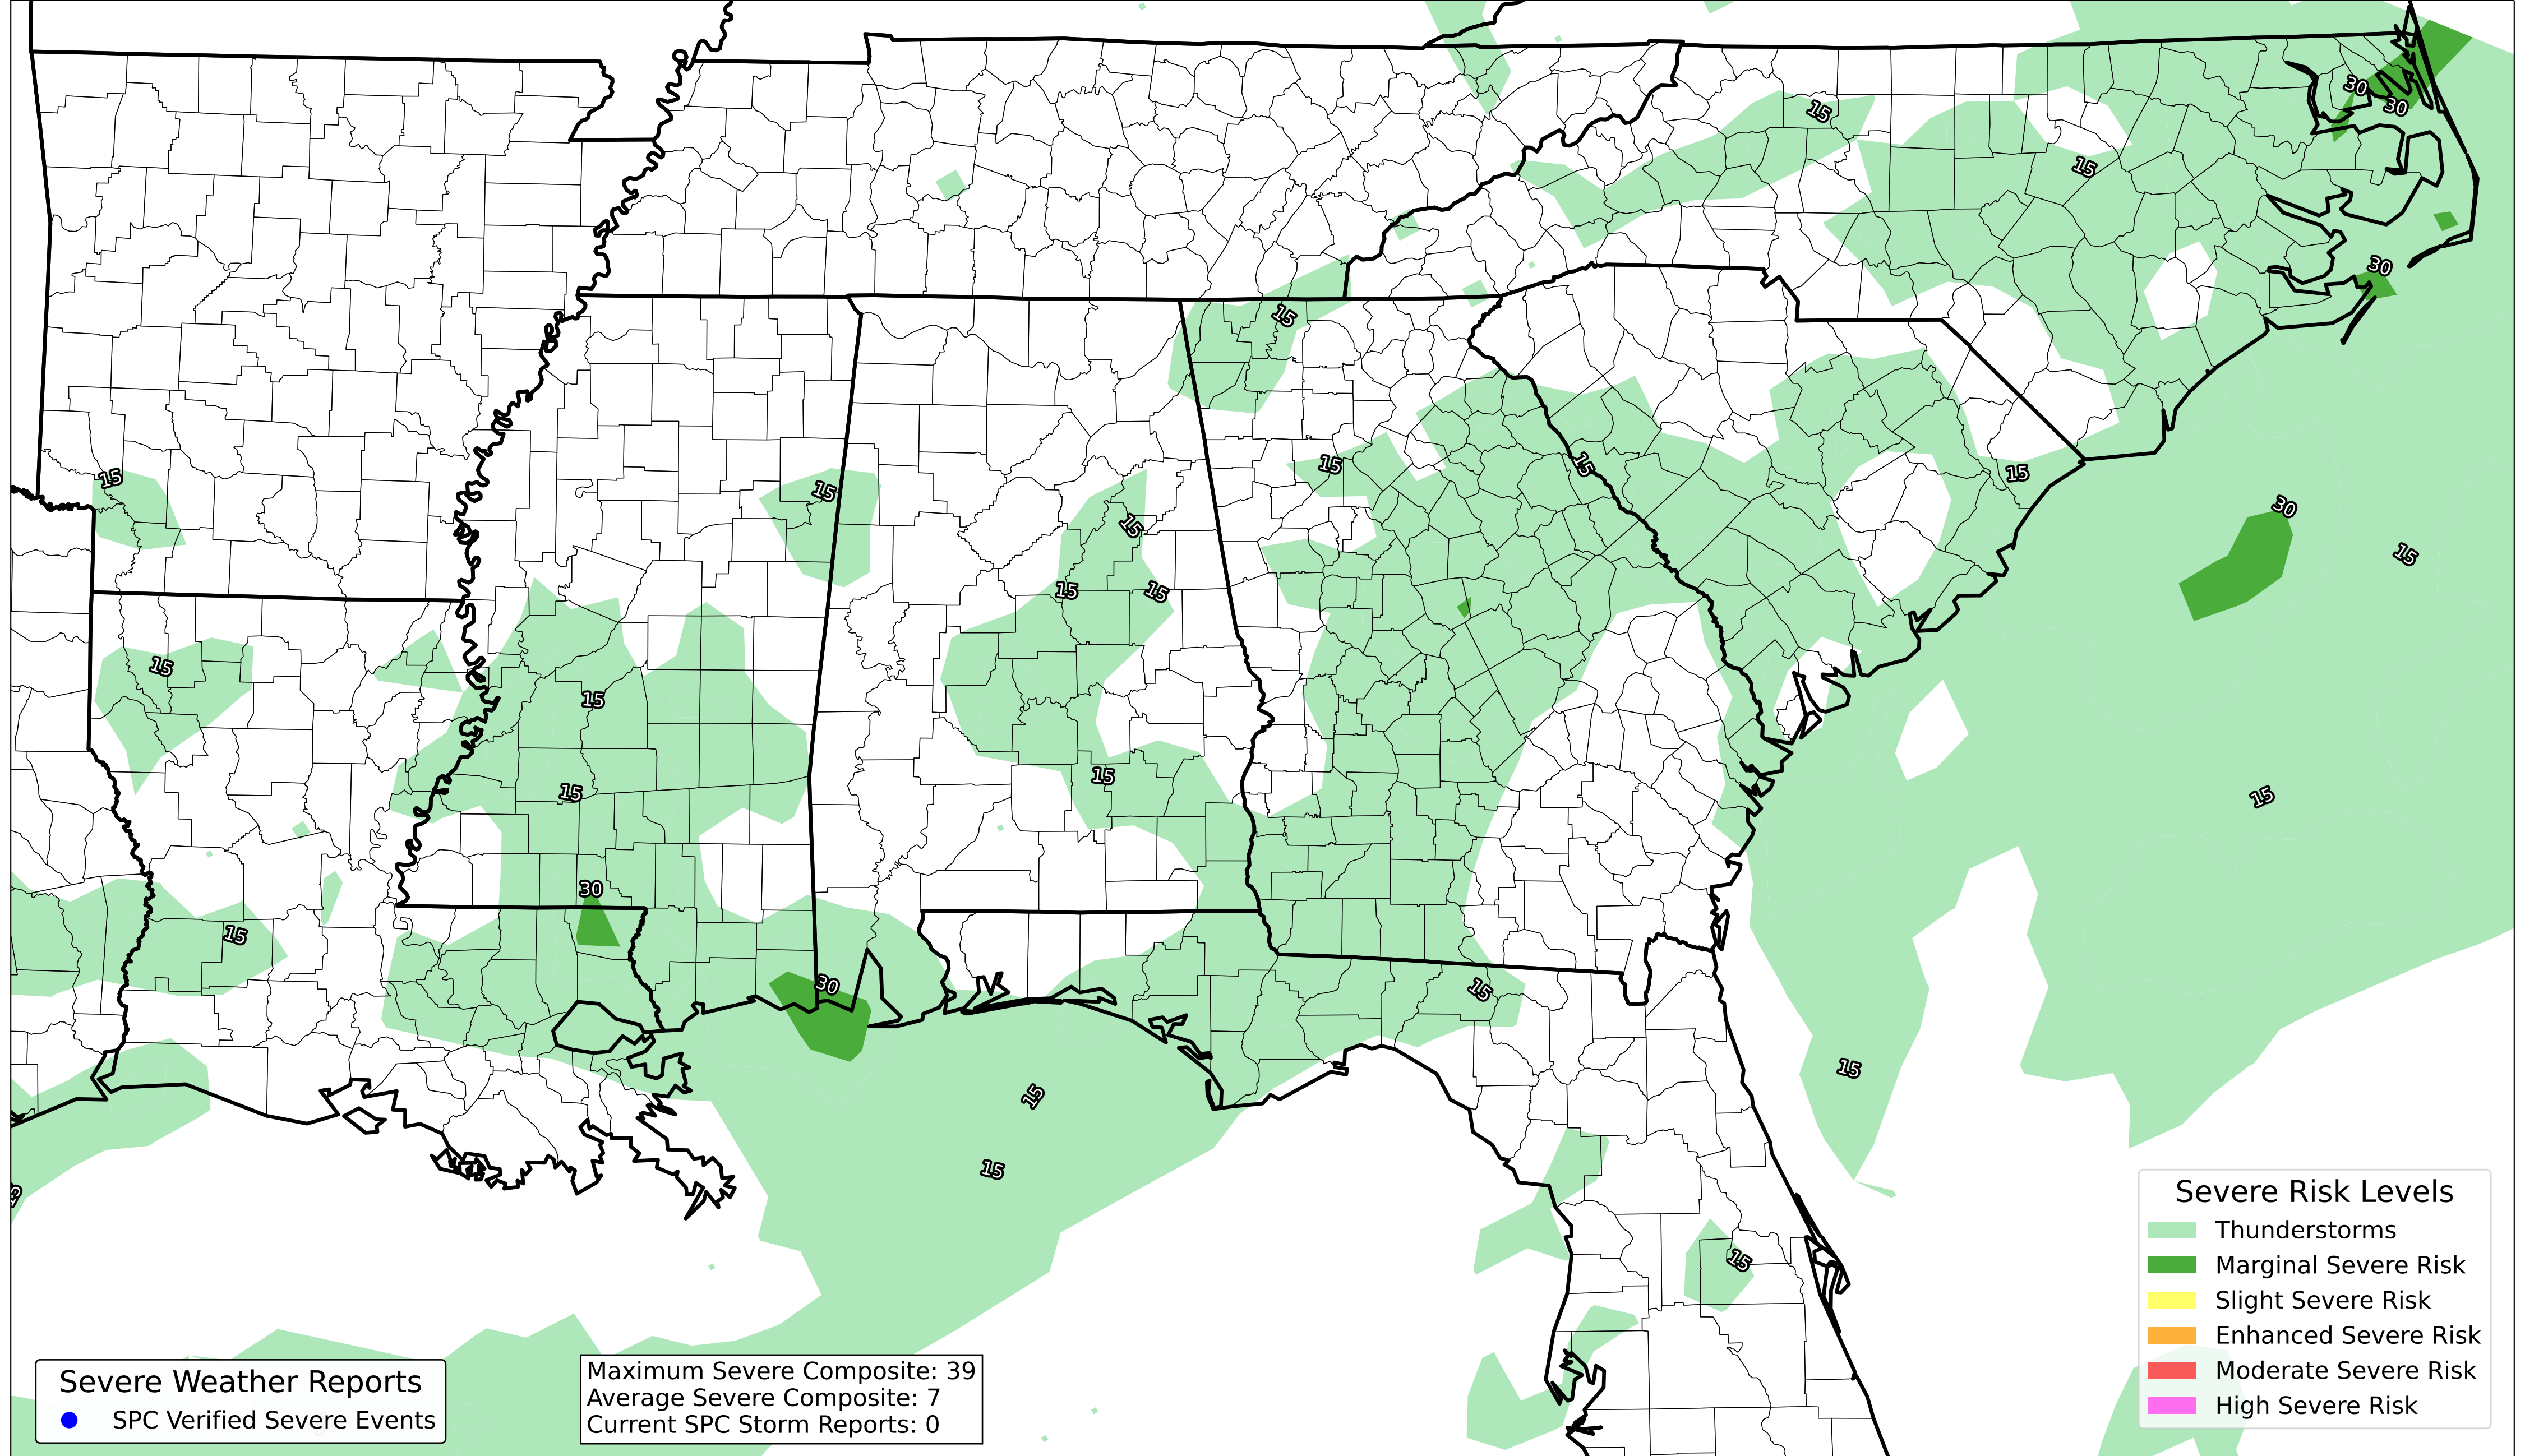 15
30
30
15
30
15
15
15
15
30
15
15
15
15
15
15
15
15
15
15
15
30
15
30
15
15
15
15
15
Severe Risk Levels
Thunderstorms
Marginal Severe Risk
Slight Severe Risk
Enhanced Severe Risk
Moderate Severe Risk
High Severe Risk
Severe Weather Reports
SPC Verified Severe Events
Maximum Severe Composite: 39
Average Severe Composite: 7
Current SPC Storm Reports: 0